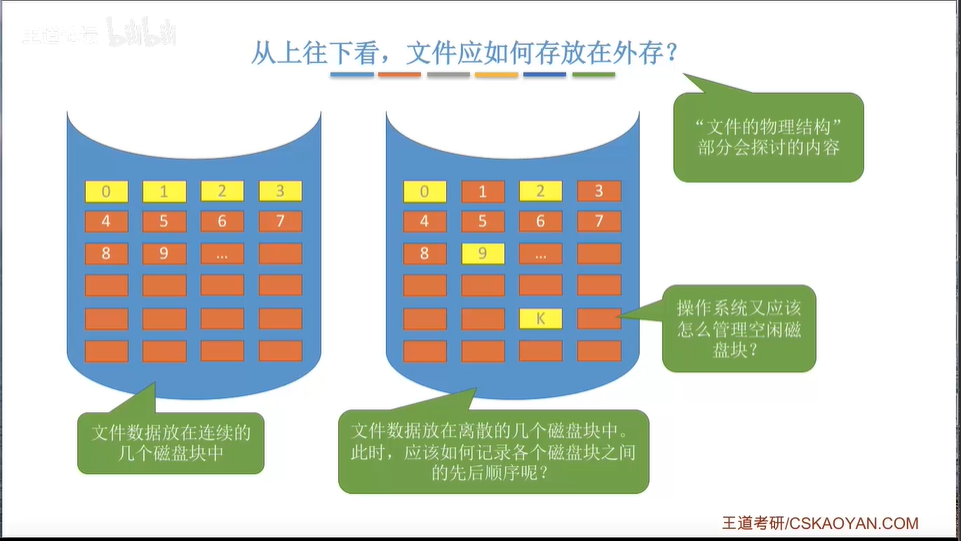 王道考研 bilibili
从上往下看，文件应如何存放在外存？
“文件的物理结构”
部分会探讨的内容
0 1 2 3
4 5 6 7
8 9 …
0 1 2 3
4 5 6 7
8 9 …
K
操作系统又应该
怎么管理空闲磁
盘块？
文件数据放在连续的
几个磁盘块中
文件数据放在离散的几个磁盘块中。
此时，应该如何记录各个磁盘块之间
的先后顺序呢？
王道考研/CSKAOYAN.COM